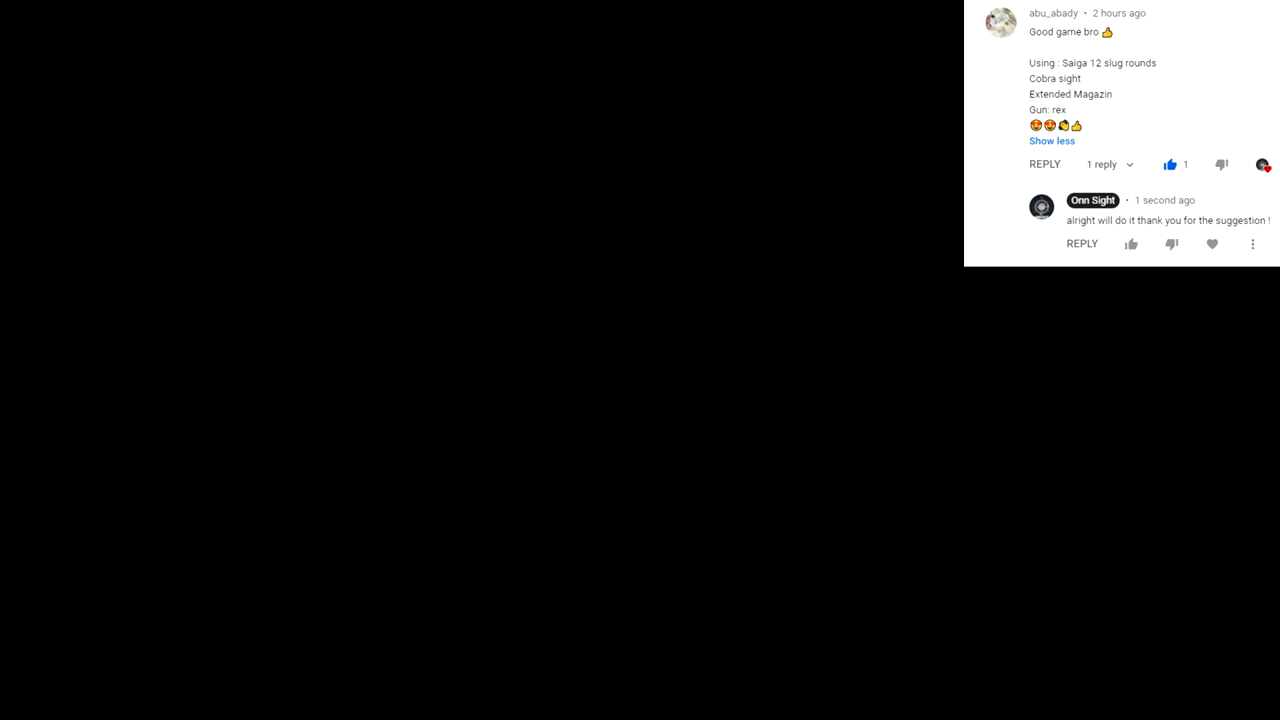 abu_abady • 2 hours ago
Good game bro 👍
Using : Saiga 12 slug rounds
Cobra sight
Extended Magazin
Gun: rex
😍😍👏👍
Show less
REPLY 1 reply 1
Onn Sight • 1 second ago
alright will do it thank you for the suggestion !
REPLY